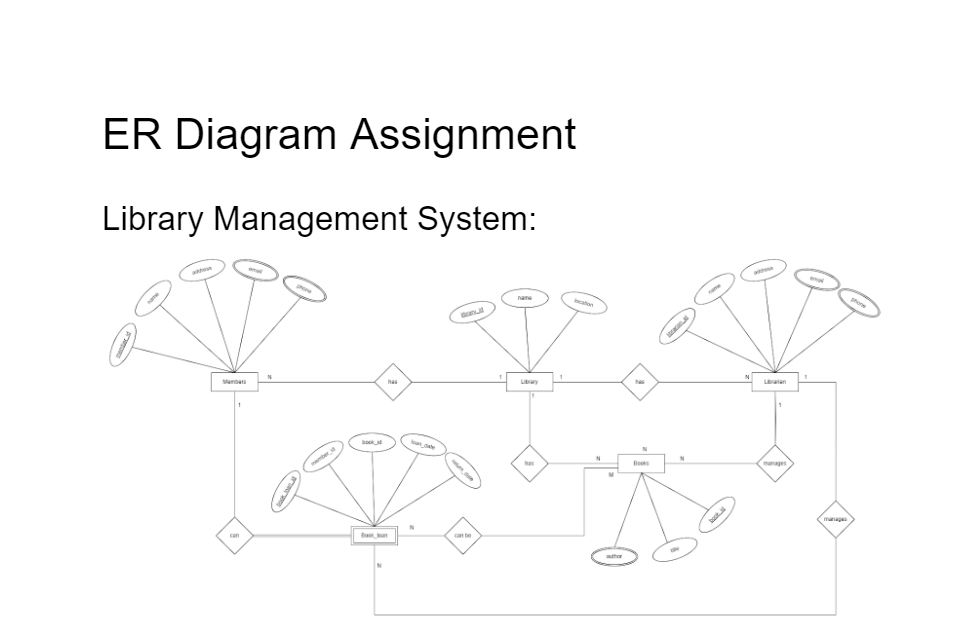 ER Diagram Assignment
Library Management System:
address
email
phone
name
member_id
library_id
name
location
address
email
phone
name
librarian_id
Members
N
has
1
Library
1
has
N
Librarian
1
1
1
1
book_id
loan_date
member_id
return_date
book_loan_id
has
N
N
Books
N
manages
M
can
Book_loan
N
can be
author
title
book_id
manages
N